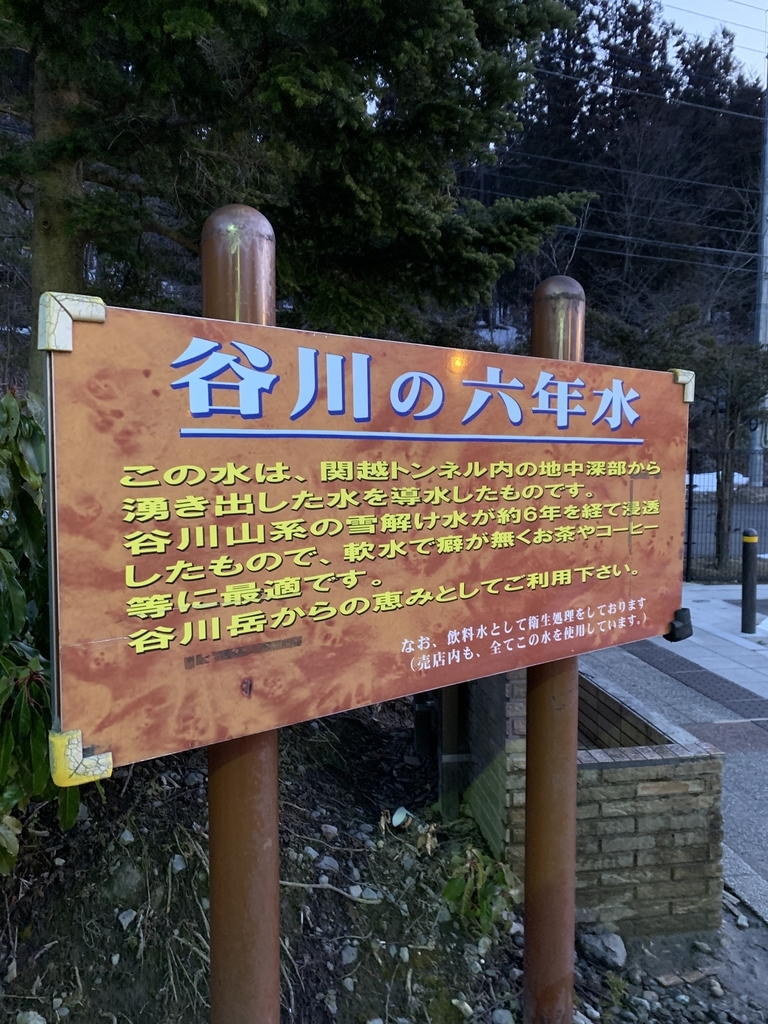 谷川の六年水
この水は、関越トンネル内の地中深部から
湧き出した水を導水したものです。
谷川山系の雪解け水が約6年を経て浸透
したもので、軟水で癖が無くお茶やコーヒー
等に最適です。
谷川岳からの恵みとしてご利用下さい。
なお、飲料水として衛生処理をしております
(売店内も、全てこの水を使用しています。)